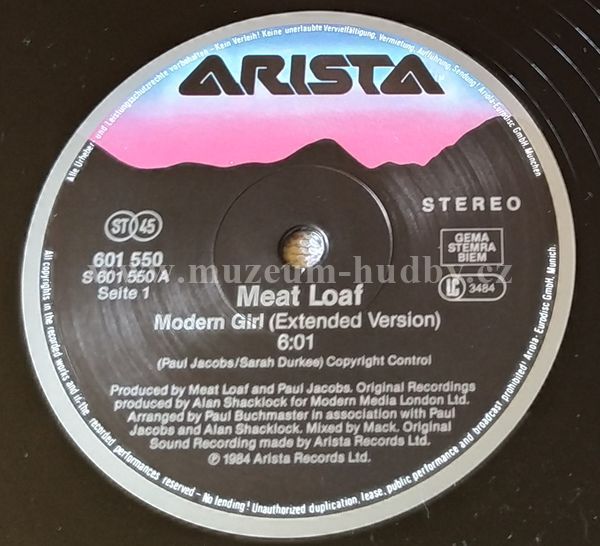 Alle Urheber- und Leistungsschutzrechte vorbehalten - Kein Verleih! Keine unerlaubte Vervielfältigung, Vermietung, Aufführung, Sendung! Ariola-Eurodisc GmbH, München
ARISTA
STEREO
ST 45
601 550
S 601 550 A
Seite 1
GEMA
STEMRA
BIEM
LC 3484
www.muzeum-hudby.cz
Meat Loaf
Modern Girl (Extended Version)
6:01
(Paul Jacobs/Sarah Durkee) Copyright Control
Produced by Meat Loaf and Paul Jacobs. Original Recordings
produced by Alan Shacklock for Modern Media London Ltd.
Arranged by Paul Buchmaster in association with Paul
Jacobs and Alan Shacklock. Mixed by Mack. Original
Sound Recording made by Arista Records Ltd.
℗ 1984 Arista Records Ltd.
All copyrights in the recorded works and in the recorded performances reserved - No lending! Unauthorized duplication, lease, public performance and broadcast prohibited! Ariola-Eurodisc GmbH, Munich.